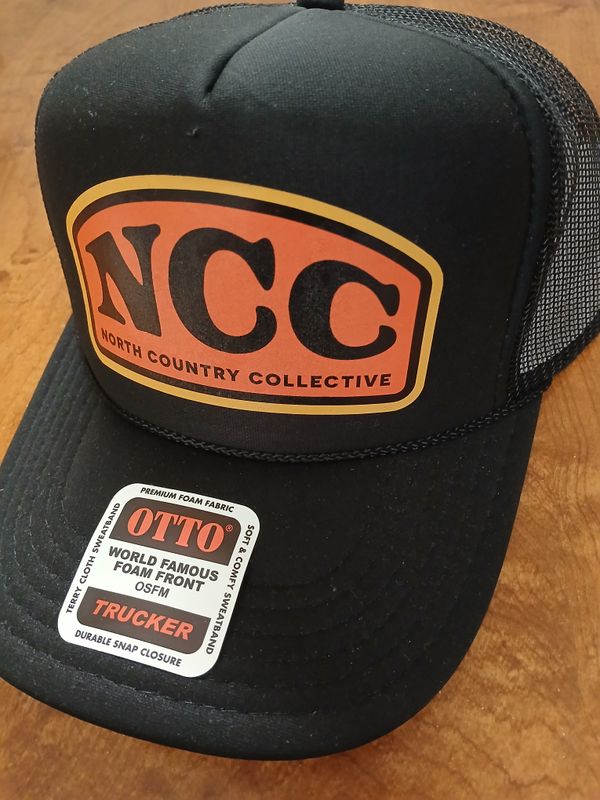 NCC
NORTH COUNTRY COLLECTIVE
PREMIUM FOAM FABRIC
OTTO®
WORLD FAMOUS
FOAM FRONT
OSFM
TRUCKER
TERRY CLOTH SWEATBAND
SOFT & COMFY SWEATBAND
DURABLE SNAP CLOSURE